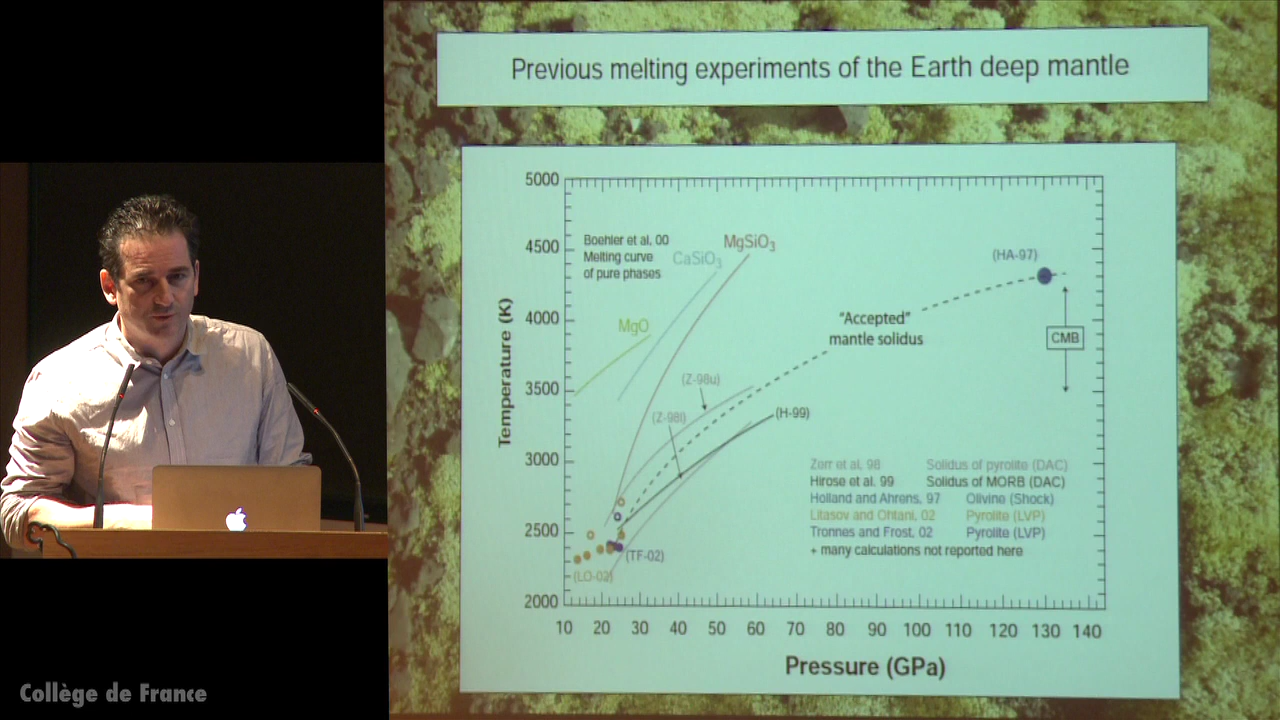 Previous melting experiments of the Earth deep mantle
5000
4500
4000
3500
3000
2500
2000
Temperature (K)
Boehler et al, 00
Melting curve
of pure phases
MgSiO3
CaSiO3
MgO
(HA-97)
"Accepted"
mantle solidus
CMB
(Z-98u)
(Z-98l)
(H-99)
Zerr et al. 98 Solidus of pyrolite (DAC)
Hirose et al. 99 Solidus of MORB (DAC)
Holland and Ahrens, 97 Olivine (Shock)
Litasov and Ohtani, 02 Pyrolite (LVP)
Tronnes and Frost, 02 Pyrolite (LVP)
+ many calculations not reported here
(TF-02)
(LO-02)
10 20 30 40 50 60 70 80 90 100 110 120 130 140
Pressure (GPa)
Collège de France